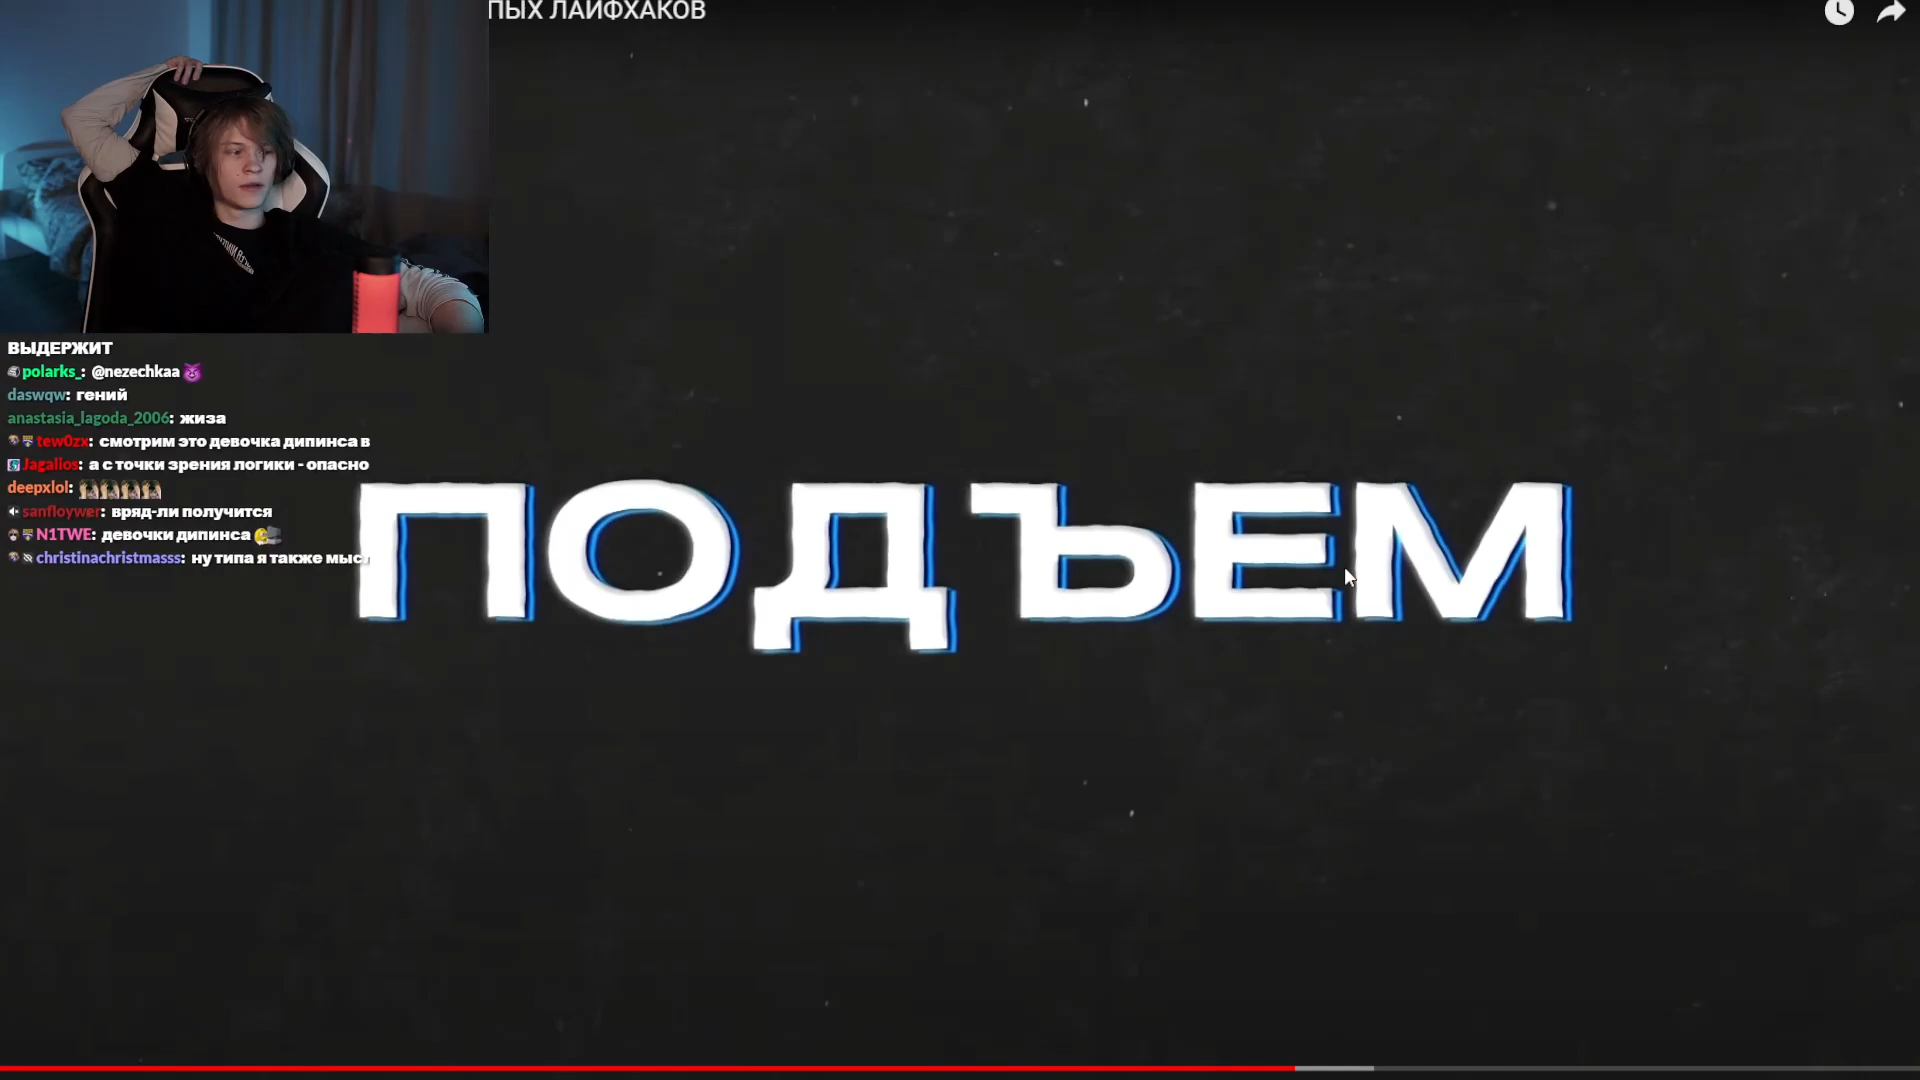 ПЫХ ЛАЙФХАКОВ
ВЫДЕРЖИТ
polarks_: @nezechkaa
daswqw: гений
anastasia_lagoda_2006: жиза
tew0zx: смотрим это девочка дипинса в
Jagallos: а с точки зрения логики - опасно
deepxlol:
sanfloywer: вряд-ли получится
N1TWE: девочки дипинса
christinachristmasss: ну типа я также мыс
ПОДЪЕМ